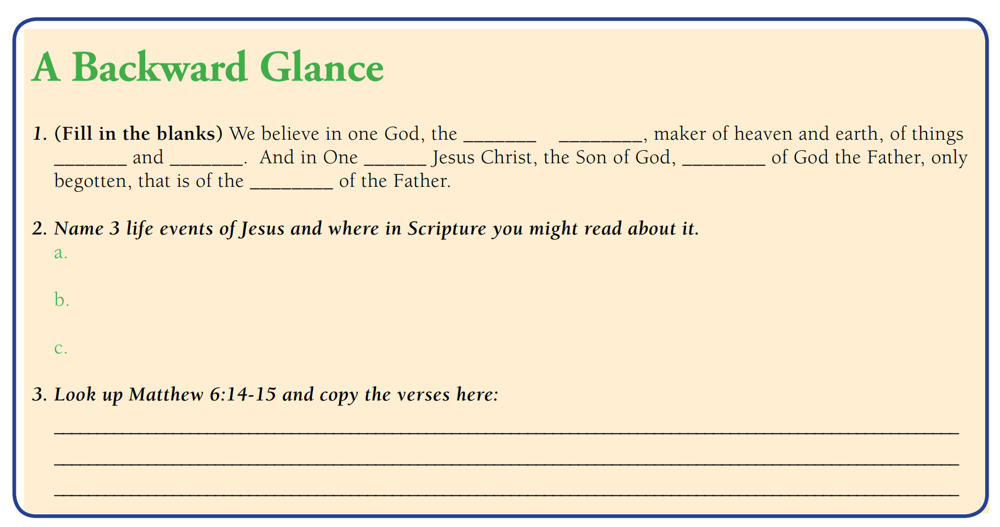 A Backward Glance
1. (Fill in the blanks) We believe in one God, the _______ ________, maker of heaven and earth, of things
_______ and _______. And in One ______ Jesus Christ, the Son of God, ________ of God the Father, only
begotten, that is of the ________ of the Father.
2. Name 3 life events of Jesus and where in Scripture you might read about it.
a.
b.
c.
3. Look up Matthew 6:14-15 and copy the verses here: